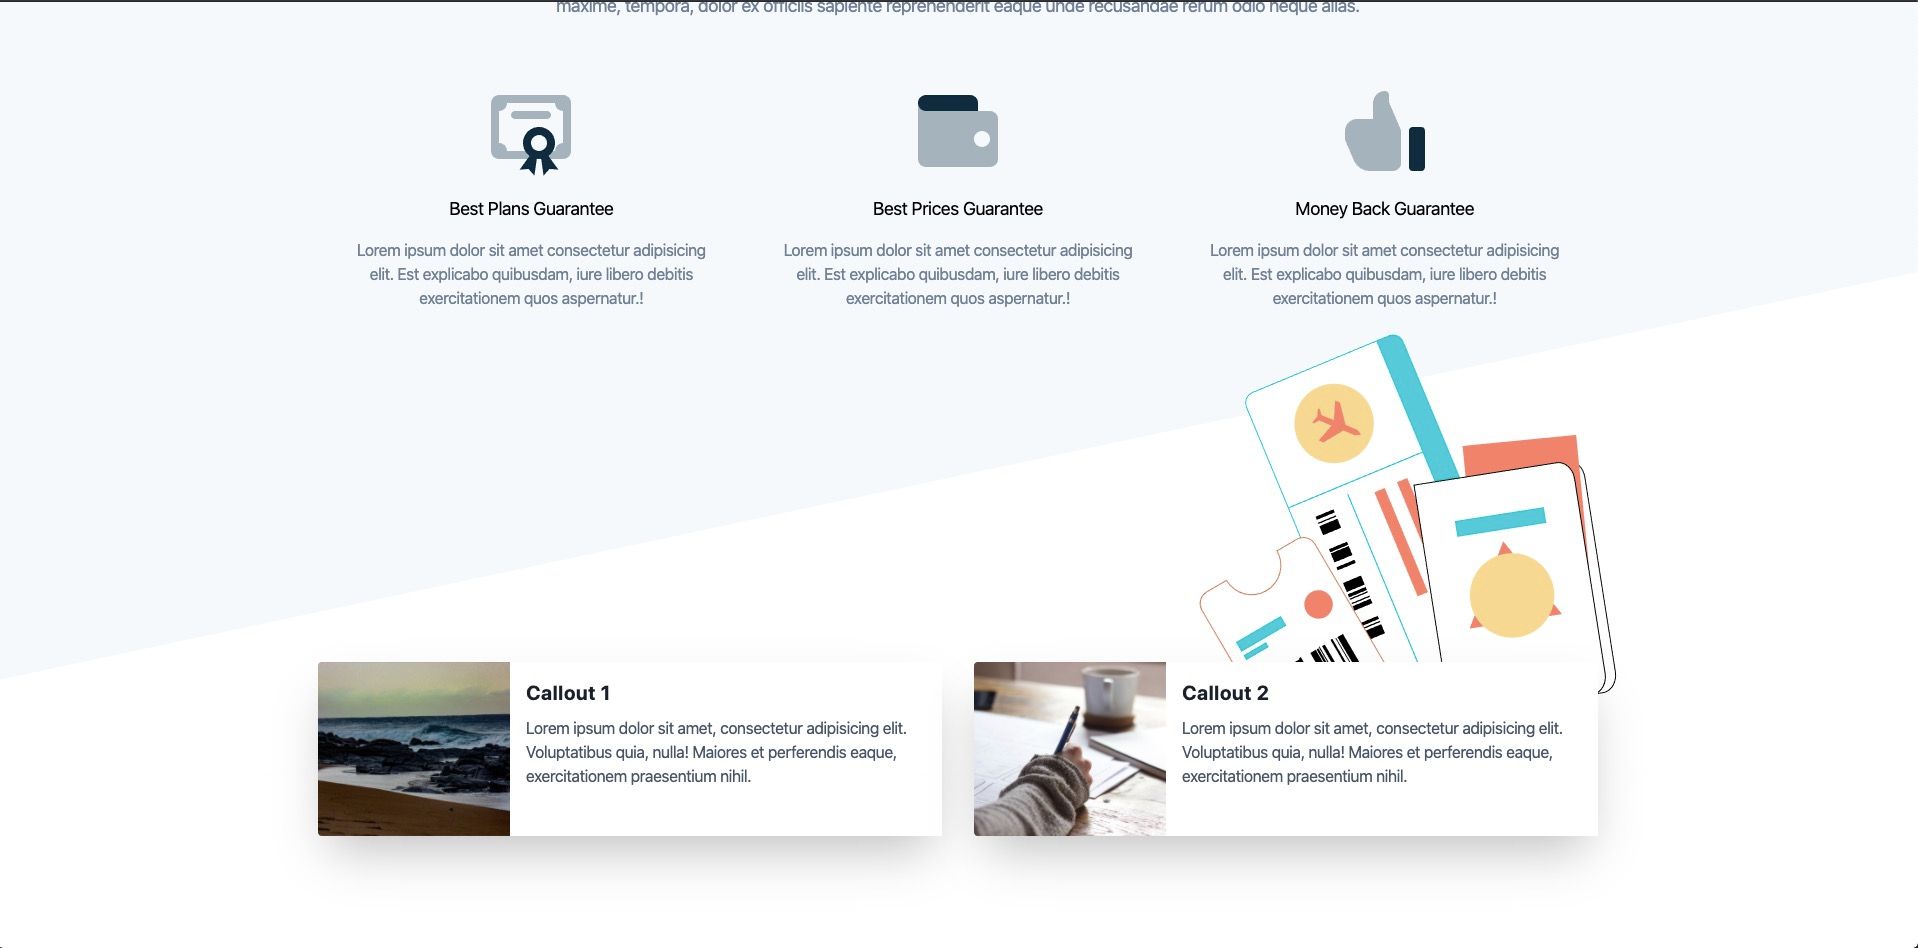 maxime, tempora, dolor ex officiis sapiente reprehenderit eaque unde recusandae rerum odio neque alias.
Best Plans Guarantee
Lorem ipsum dolor sit amet consectetur adipisicing
elit. Est explicabo quibusdam, iure libero debitis
exercitationem quos aspernatur.!
Best Prices Guarantee
Lorem ipsum dolor sit amet consectetur adipisicing
elit. Est explicabo quibusdam, iure libero debitis
exercitationem quos aspernatur.!
Money Back Guarantee
Lorem ipsum dolor sit amet consectetur adipisicing
elit. Est explicabo quibusdam, iure libero debitis
exercitationem quos aspernatur.!
Callout 1
Lorem ipsum dolor sit amet, consectetur adipisicing elit.
Voluptatibus quia, nulla! Maiores et perferendis eaque,
exercitationem praesentium nihil.
Callout 2
Lorem ipsum dolor sit amet, consectetur adipisicing elit.
Voluptatibus quia, nulla! Maiores et perferendis eaque,
exercitationem praesentium nihil.